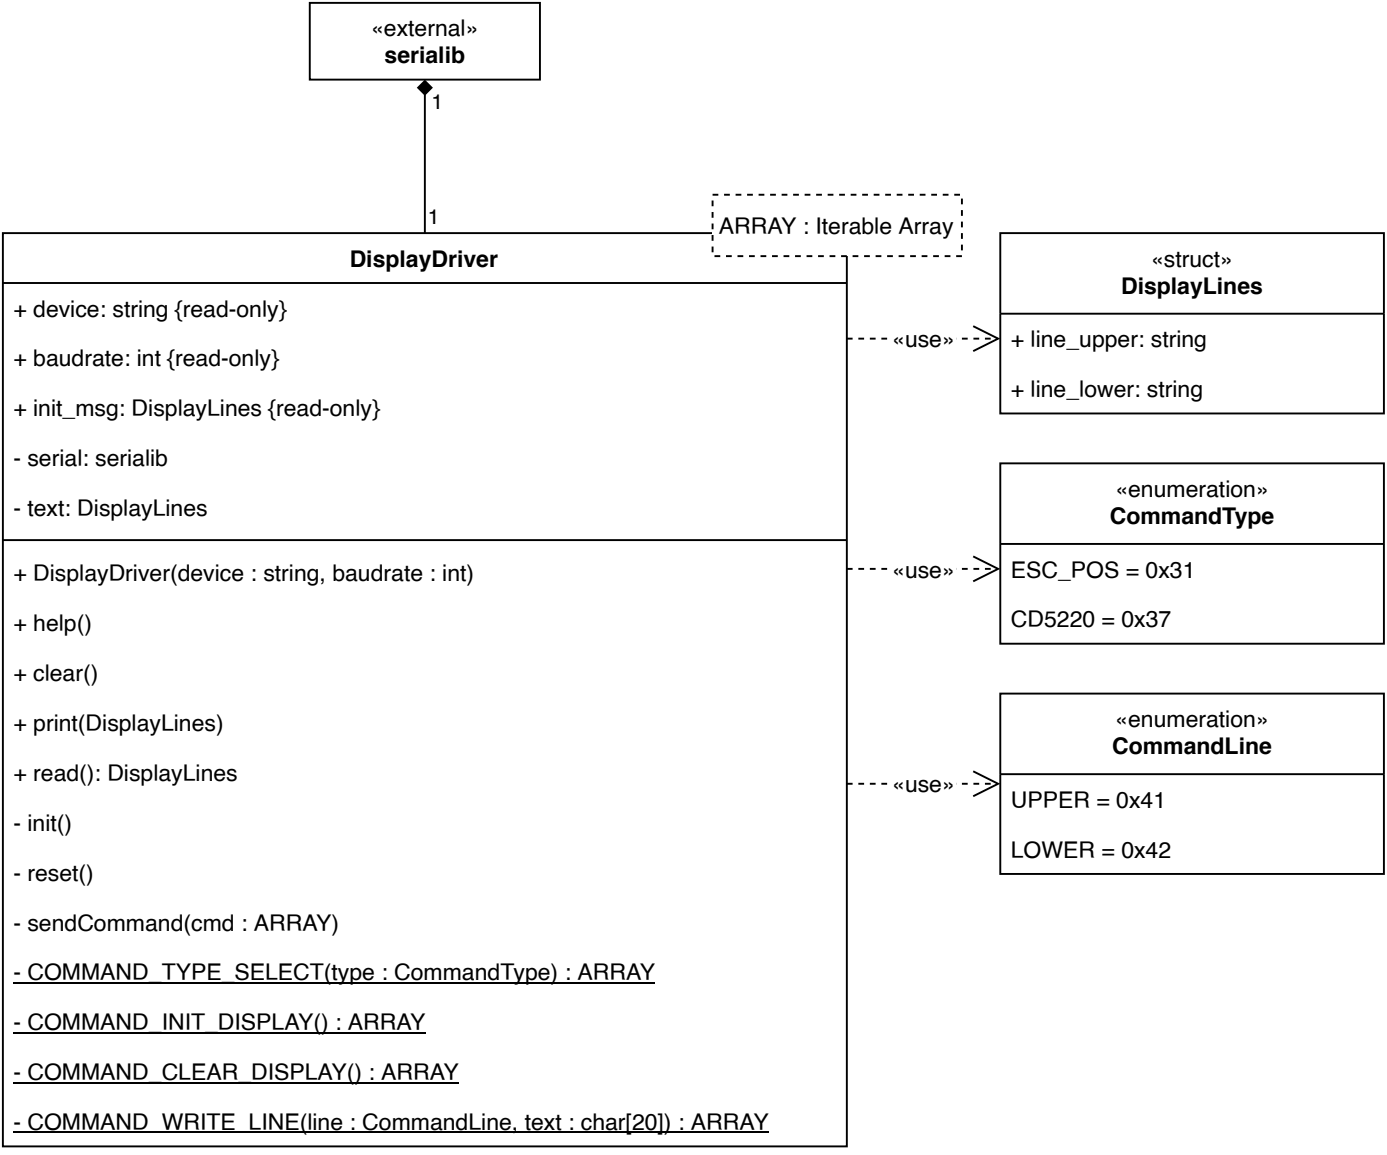 «external»
serialib
1
1
ARRAY : Iterable Array
DisplayDriver
+ device: string {read-only}
+ baudrate: int {read-only}
+ init_msg: DisplayLines {read-only}
- serial: serialib
- text: DisplayLines
+ DisplayDriver(device : string, baudrate : int)
+ help()
+ clear()
+ print(DisplayLines)
+ read(): DisplayLines
- init()
- reset()
- sendCommand(cmd : ARRAY)
- COMMAND_TYPE_SELECT(type : CommandType) : ARRAY
- COMMAND_INIT_DISPLAY() : ARRAY
- COMMAND_CLEAR_DISPLAY() : ARRAY
- COMMAND_WRITE_LINE(line : CommandLine, text : char[20]) : ARRAY
«use»
«struct»
DisplayLines
+ line_upper: string
+ line_lower: string
«use»
«enumeration»
CommandType
ESC_POS = 0x31
CD5220 = 0x37
«use»
«enumeration»
CommandLine
UPPER = 0x41
LOWER = 0x42